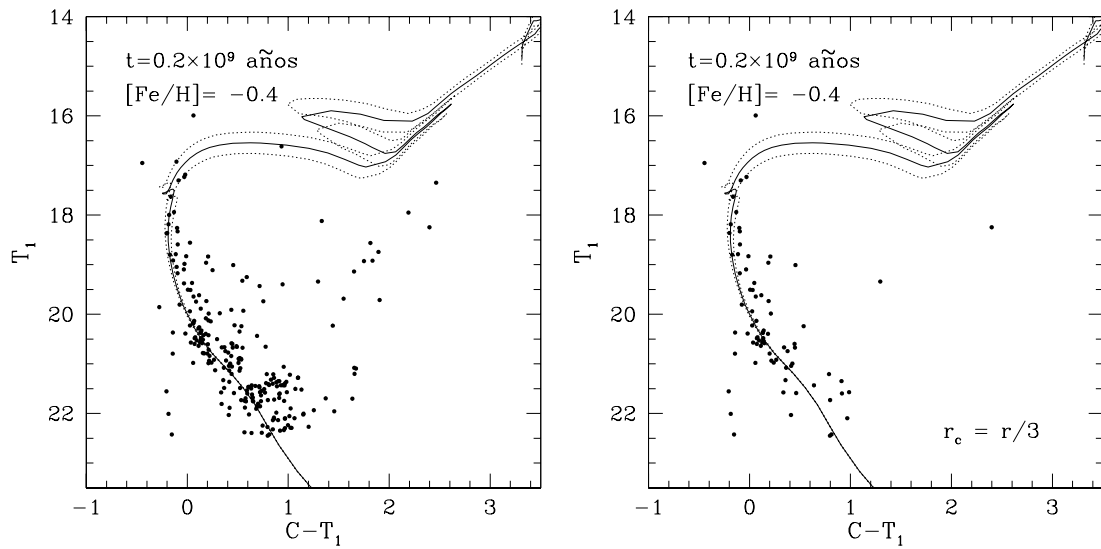 14
16
18
20
22
T₁
t=0.2×10⁹ años
[Fe/H]= −0.4
−1
0
1
2
3
C−T₁
14
16
18
20
22
T₁
t=0.2×10⁹ años
[Fe/H]= −0.4
r_c = r/3
−1
0
1
2
3
C−T₁